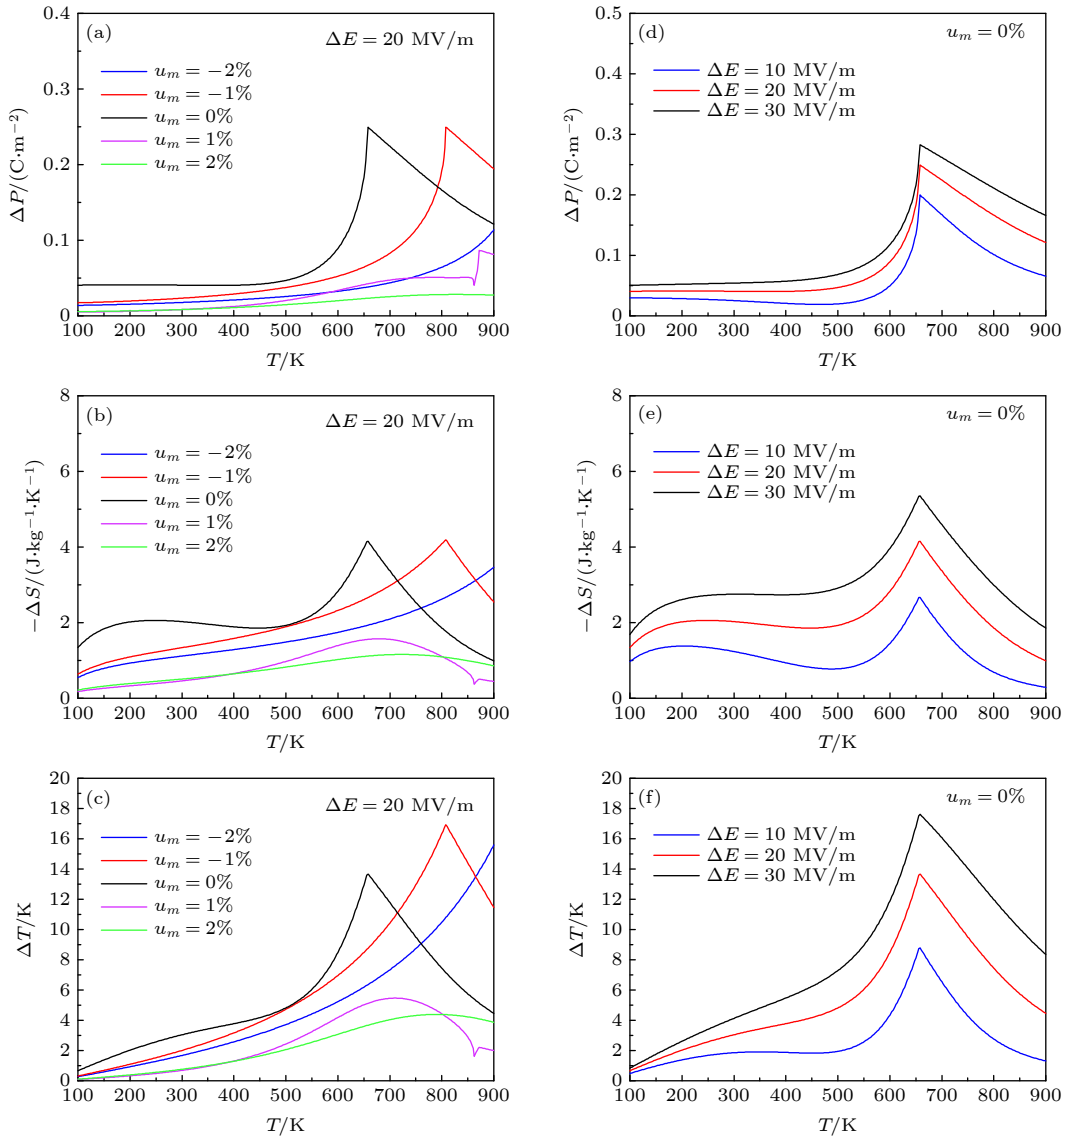 (a)
ΔE = 20 MV/m
u_m = −2%
u_m = −1%
u_m = 0%
u_m = 1%
u_m = 2%
ΔP/(C·m⁻²)
0.4
0.3
0.2
0.1
0
100 200 300 400 500 600 700 800 900
T/K
(d)
u_m = 0%
ΔE = 10 MV/m
ΔE = 20 MV/m
ΔE = 30 MV/m
ΔP/(C·m⁻²)
0.5
0.4
0.3
0.2
0.1
0
100 200 300 400 500 600 700 800 900
T/K
(b)
ΔE = 20 MV/m
u_m = −2%
u_m = −1%
u_m = 0%
u_m = 1%
u_m = 2%
−ΔS/(J·kg⁻¹·K⁻¹)
8
6
4
2
0
100 200 300 400 500 600 700 800 900
T/K
(e)
u_m = 0%
ΔE = 10 MV/m
ΔE = 20 MV/m
ΔE = 30 MV/m
−ΔS/(J·kg⁻¹·K⁻¹)
8
6
4
2
0
100 200 300 400 500 600 700 800 900
T/K
(c)
ΔE = 20 MV/m
u_m = −2%
u_m = −1%
u_m = 0%
u_m = 1%
u_m = 2%
ΔT/K
20
18
16
14
12
10
8
6
4
2
0
100 200 300 400 500 600 700 800 900
T/K
(f)
u_m = 0%
ΔE = 10 MV/m
ΔE = 20 MV/m
ΔE = 30 MV/m
ΔT/K
20
18
16
14
12
10
8
6
4
2
0
100 200 300 400 500 600 700 800 900
T/K